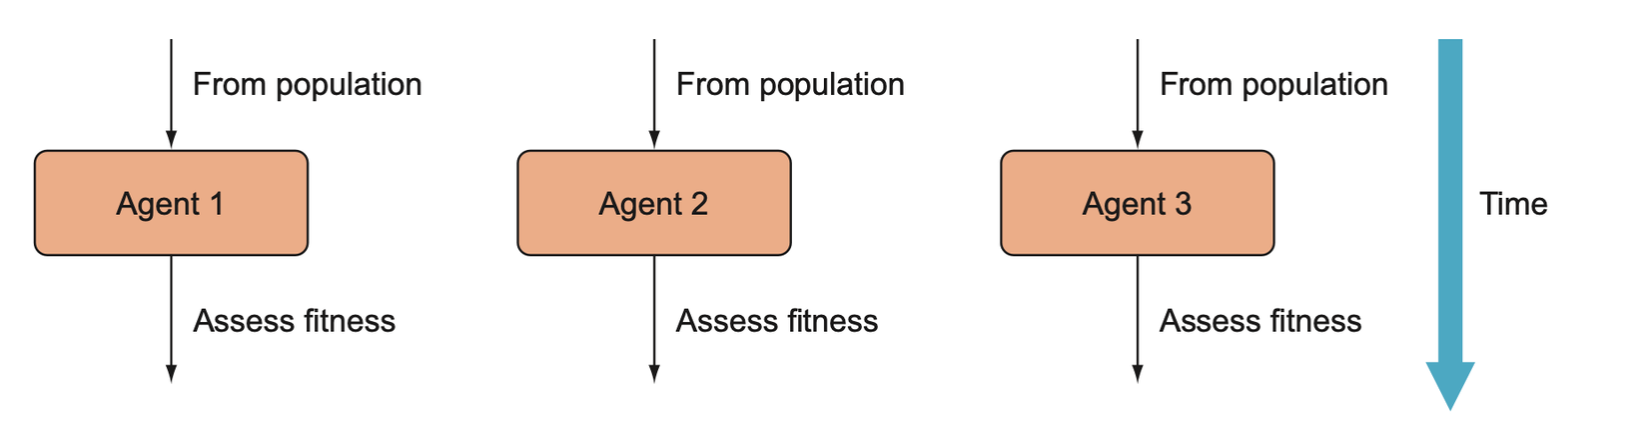 From population
From population
From population
Agent 1
Agent 2
Agent 3
Time
Assess fitness
Assess fitness
Assess fitness